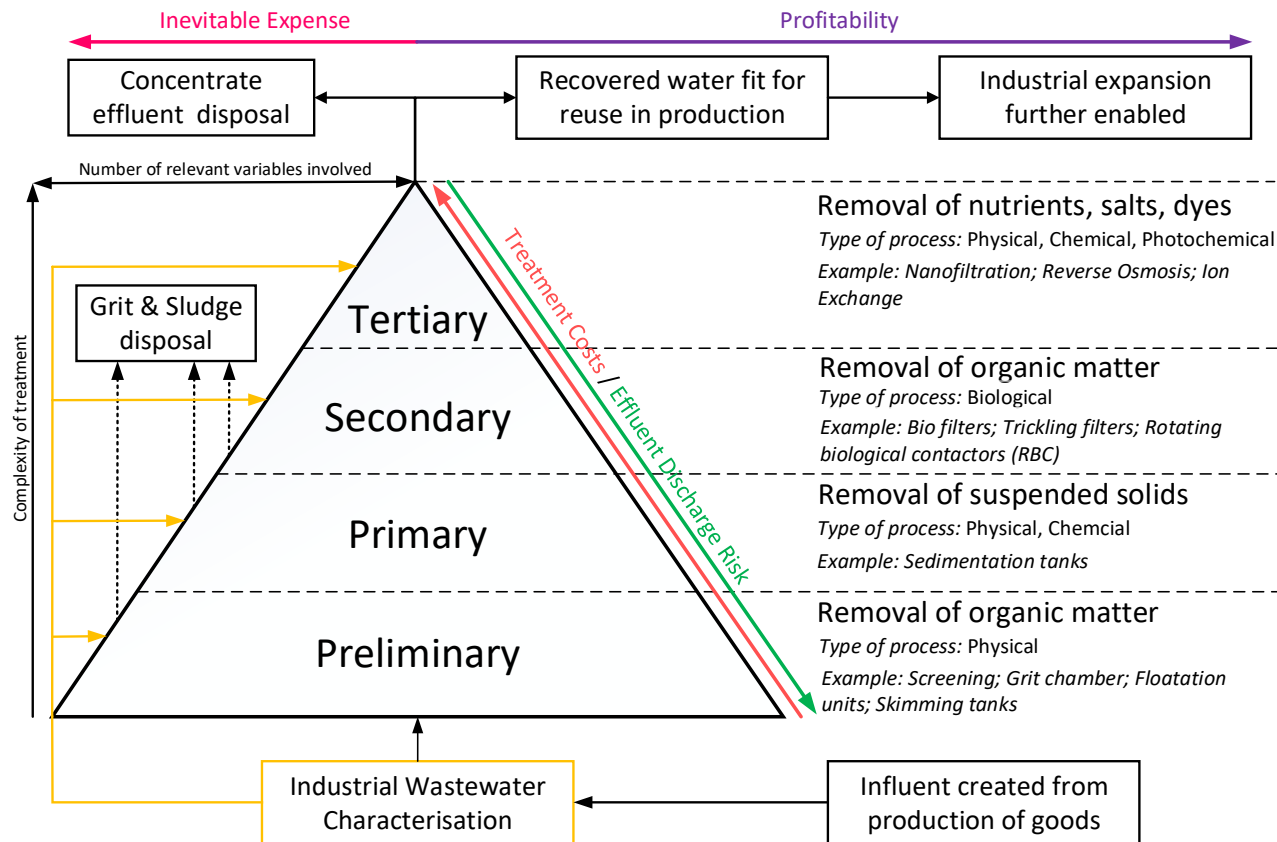 Inevitable Expense
Profitability
Concentrate
effluent disposal
Recovered water fit for
reuse in production
Industrial expansion
further enabled
Number of relevant variables involved
Complexity of treatment
Grit & Sludge
disposal
Treatment Costs / Effluent Discharge Risk
Tertiary
Removal of nutrients, salts, dyes
Type of process: Physical, Chemical, Photochemical
Example: Nanofiltration; Reverse Osmosis; Ion
Exchange
Secondary
Removal of organic matter
Type of process: Biological
Example: Bio filters; Trickling filters; Rotating
biological contactors (RBC)
Primary
Removal of suspended solids
Type of process: Physical, Chemcial
Example: Sedimentation tanks
Preliminary
Removal of organic matter
Type of process: Physical
Example: Screening; Grit chamber; Floatation
units; Skimming tanks
Industrial Wastewater
Characterisation
Influent created from
production of goods